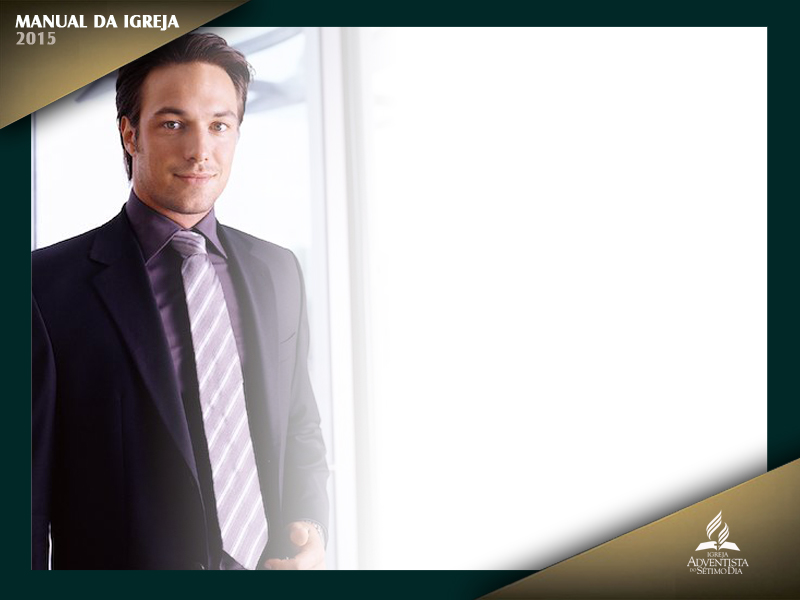 MANUAL DA IGREJA
2015
IGREJA
ADVENTISTA
DO SÉTIMO DIA